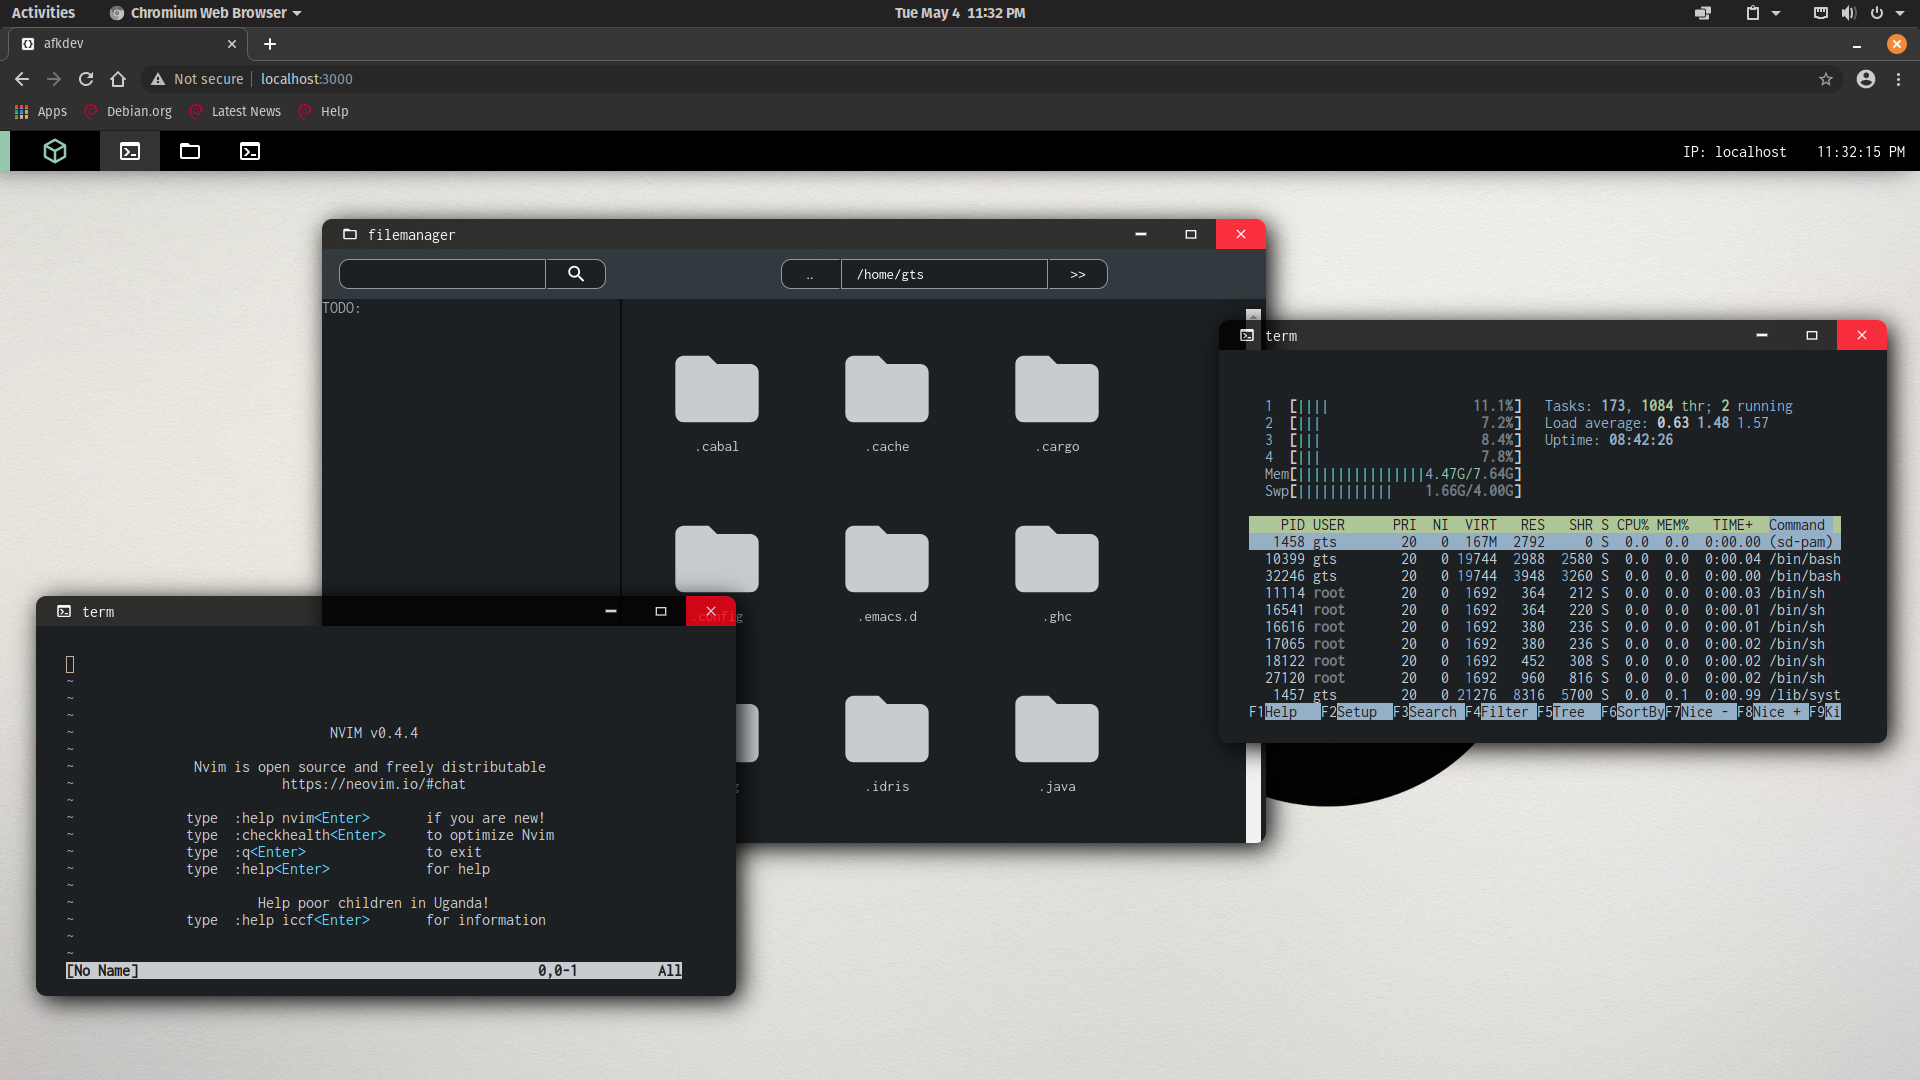 Activities Chromium Web Browser Tue May 4 11:32 PM
afkdev
Not secure localhost:3000
Apps Debian.org Latest News Help
IP: localhost 11:32:15 PM
filemanager
.. /home/gts >>
TODO:
.cabal .cache .cargo
.config .emacs.d .ghc
.idris .java
term
1 [|||| 11.1%] Tasks: 173, 1084 thr; 2 running
2 [||| 7.2%] Load average: 0.63 1.48 1.57
3 [||| 8.4%] Uptime: 08:42:26
4 [||| 7.8%]
Mem[||||||||||||||||4.47G/7.64G]
Swp[|||||||||||| 1.66G/4.00G]
PID USER PRI NI VIRT RES SHR S CPU% MEM% TIME+ Command
1458 gts 20 0 167M 2792 0 S 0.0 0.0 0:00.00 (sd-pam)
10399 gts 20 0 19744 2988 2580 S 0.0 0.0 0:00.04 /bin/bash
32246 gts 20 0 19744 3948 3260 S 0.0 0.0 0:00.00 /bin/bash
11114 root 20 0 1692 364 212 S 0.0 0.0 0:00.03 /bin/sh
16541 root 20 0 1692 364 220 S 0.0 0.0 0:00.01 /bin/sh
16616 root 20 0 1692 380 236 S 0.0 0.0 0:00.01 /bin/sh
17065 root 20 0 1692 380 236 S 0.0 0.0 0:00.02 /bin/sh
18122 root 20 0 1692 452 308 S 0.0 0.0 0:00.02 /bin/sh
27120 root 20 0 1692 960 816 S 0.0 0.0 0:00.02 /bin/sh
1457 gts 20 0 21276 8316 5700 S 0.0 0.1 0:00.99 /lib/syst
F1Help F2Setup F3Search F4Filter F5Tree F6SortByF7Nice - F8Nice + F9Ki
term
~
~
~
NVIM v0.4.4
~
~
Nvim is open source and freely distributable
~
https://neovim.io/#chat
~
~
type :help nvim<Enter> if you are new!
~
type :checkhealth<Enter> to optimize Nvim
~
type :q<Enter> to exit
~
type :help<Enter> for help
~
~
Help poor children in Uganda!
~
type :help iccf<Enter> for information
~
~
~
[No Name] 0,0-1 All